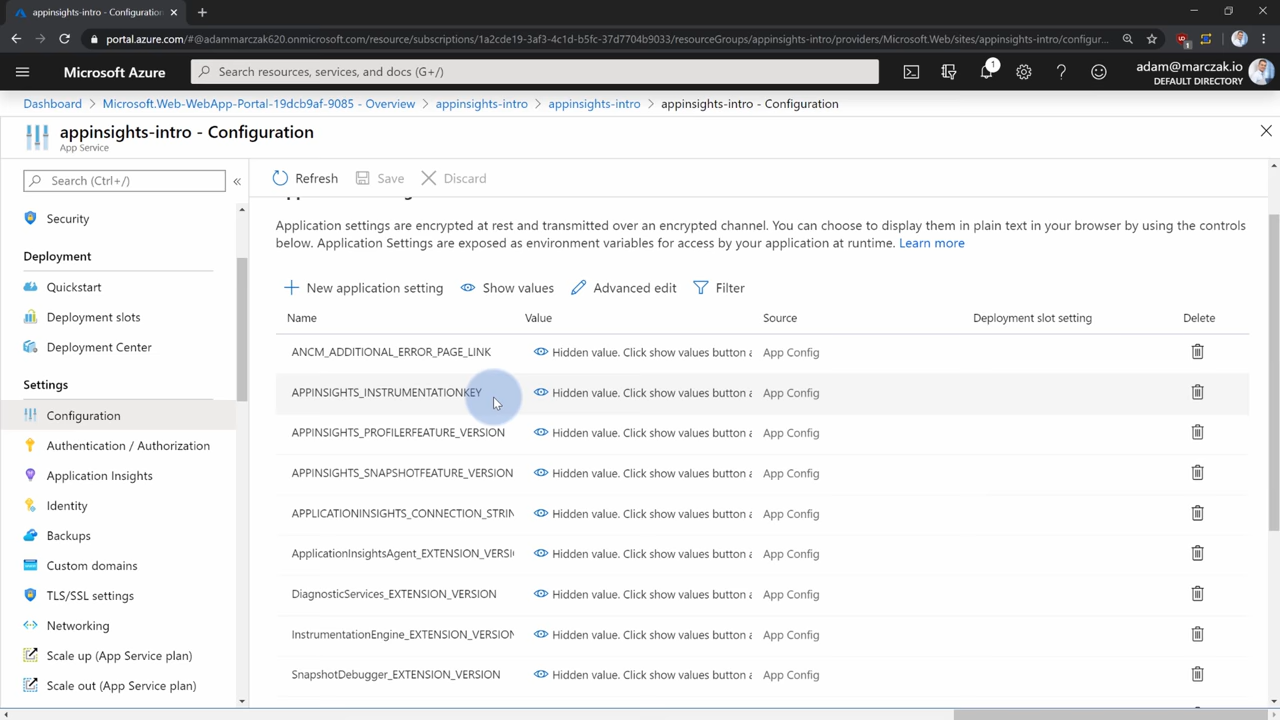 appinsights-intro - Configuration
portal.azure.com/#@adammarczak620.onmicrosoft.com/resource/subscriptions/1a2cde19-3af3-4c1d-b5fc-37d7704b9033/resourceGroups/appinsights-intro/providers/Microsoft.Web/sites/appinsights-intro/configur...
Microsoft Azure
Search resources, services, and docs (G+/)
1
adam@marczak.io
DEFAULT DIRECTORY
Dashboard > Microsoft.Web-WebApp-Portal-19dcb9af-9085 - Overview > appinsights-intro > appinsights-intro > appinsights-intro - Configuration
appinsights-intro - Configuration
App Service
Search (Ctrl+/)
«
Security
Deployment
Quickstart
Deployment slots
Deployment Center
Settings
Configuration
Authentication / Authorization
Application Insights
Identity
Backups
Custom domains
TLS/SSL settings
Networking
Scale up (App Service plan)
Scale out (App Service plan)
Refresh Save Discard
Application settings are encrypted at rest and transmitted over an encrypted channel. You can choose to display them in plain text in your browser by using the controls
below. Application Settings are exposed as environment variables for access by your application at runtime. Learn more
New application setting Show values Advanced edit Filter
Name Value Source Deployment slot setting Delete
ANCM_ADDITIONAL_ERROR_PAGE_LINK Hidden value. Click show values button a App Config
APPINSIGHTS_INSTRUMENTATIONKEY Hidden value. Click show values button a App Config
APPINSIGHTS_PROFILERFEATURE_VERSION Hidden value. Click show values button a App Config
APPINSIGHTS_SNAPSHOTFEATURE_VERSION Hidden value. Click show values button a App Config
APPLICATIONINSIGHTS_CONNECTION_STRIN Hidden value. Click show values button a App Config
ApplicationInsightsAgent_EXTENSION_VERSI Hidden value. Click show values button a App Config
DiagnosticServices_EXTENSION_VERSION Hidden value. Click show values button a App Config
InstrumentationEngine_EXTENSION_VERSION Hidden value. Click show values button a App Config
SnapshotDebugger_EXTENSION_VERSION Hidden value. Click show values button a App Config